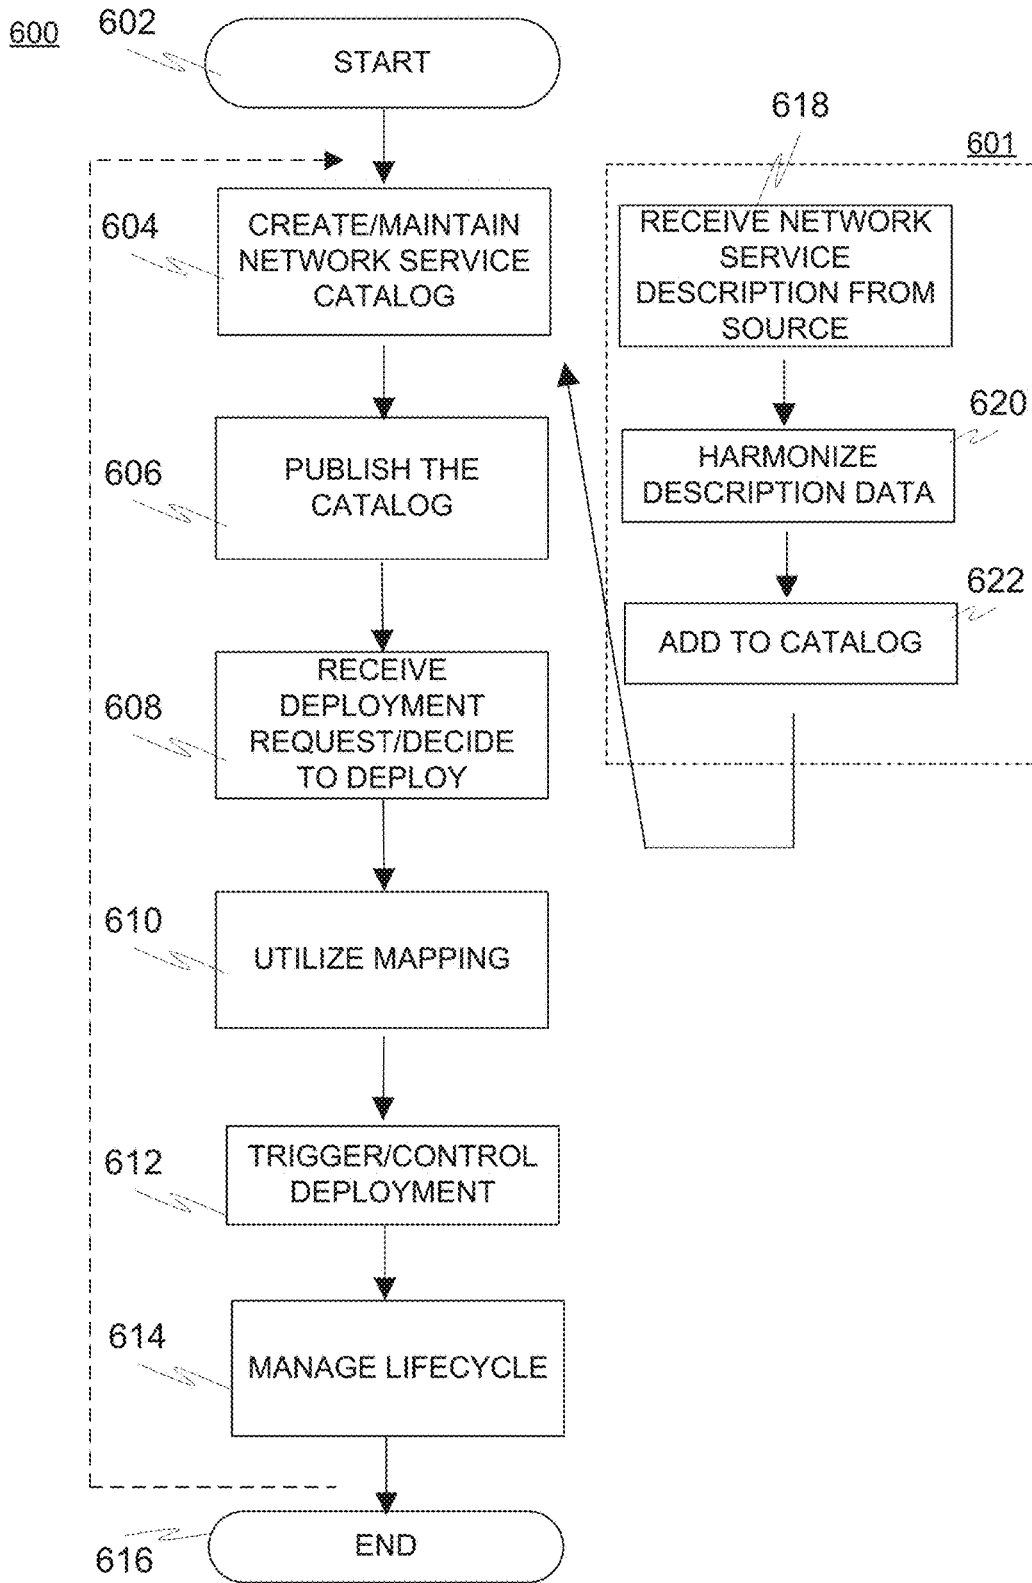 600
602
START
604
CREATE/MAINTAIN
NETWORK SERVICE
CATALOG
606
PUBLISH THE
CATALOG
608
RECEIVE
DEPLOYMENT
REQUEST/DECIDE
TO DEPLOY
610
UTILIZE MAPPING
612
TRIGGER/CONTROL
DEPLOYMENT
614
MANAGE LIFECYCLE
616
END
601
618
RECEIVE NETWORK
SERVICE
DESCRIPTION FROM
SOURCE
620
HARMONIZE
DESCRIPTION DATA
622
ADD TO CATALOG